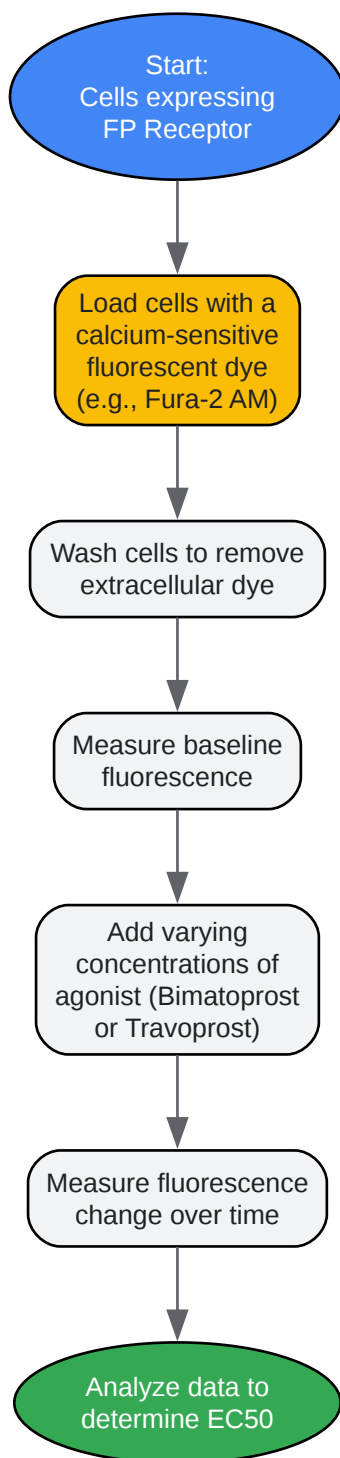 Start:
Cells expressing
FP Receptor
Load cells with a
calcium-sensitive
fluorescent dye
(e.g., Fura-2 AM)
Wash cells to remove
extracellular dye
Measure baseline
fluorescence
Add varying
concentrations of
agonist (Bimatoprost
or Travoprost)
Measure fluorescence
change over time
Analyze data to
determine EC50